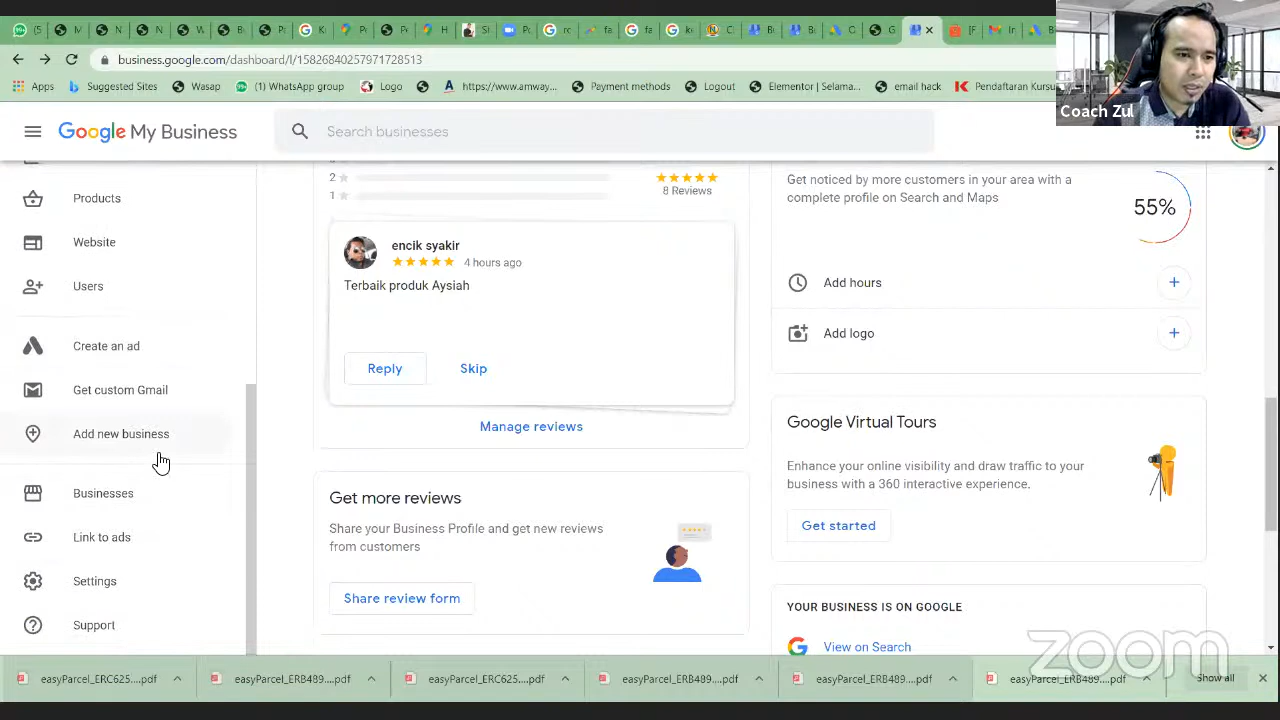 business.google.com/dashboard/l/15826840257971728513
Apps
Suggested Sites
Wasap
(1) WhatsApp group
Logo
https://www.amway...
Payment methods
Logout
Elementor | Selama...
email hack
Pendaftaran Kursu
Coach Zul
Google My Business
Search businesses
Products
Website
Users
Create an ad
Get custom Gmail
Add new business
Businesses
Link to ads
Settings
Support
2
1
8 Reviews
encik syakir
4 hours ago
Terbaik produk Aysiah
Reply
Skip
Manage reviews
Get more reviews
Share your Business Profile and get new reviews
from customers
Share review form
Get noticed by more customers in your area with a
complete profile on Search and Maps
55%
Add hours
Add logo
Google Virtual Tours
Enhance your online visibility and draw traffic to your
business with a 360 interactive experience.
Get started
YOUR BUSINESS IS ON GOOGLE
View on Search
zoom
easyParcel_ERC625....pdf
easyParcel_ERB489....pdf
easyParcel_ERC625....pdf
easyParcel_ERB489....pdf
easyParcel_ERB489....pdf
easyParcel_ERB489....pdf
Show all